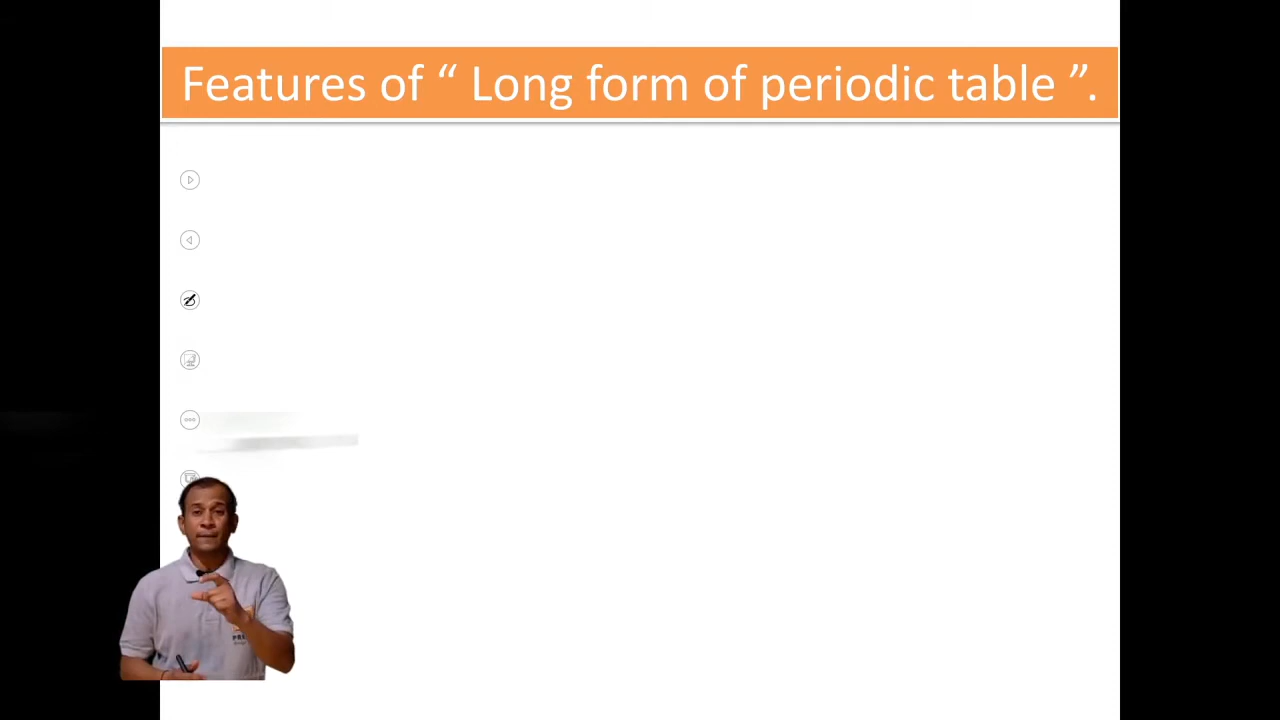 Features of “ Long form of periodic table ”.